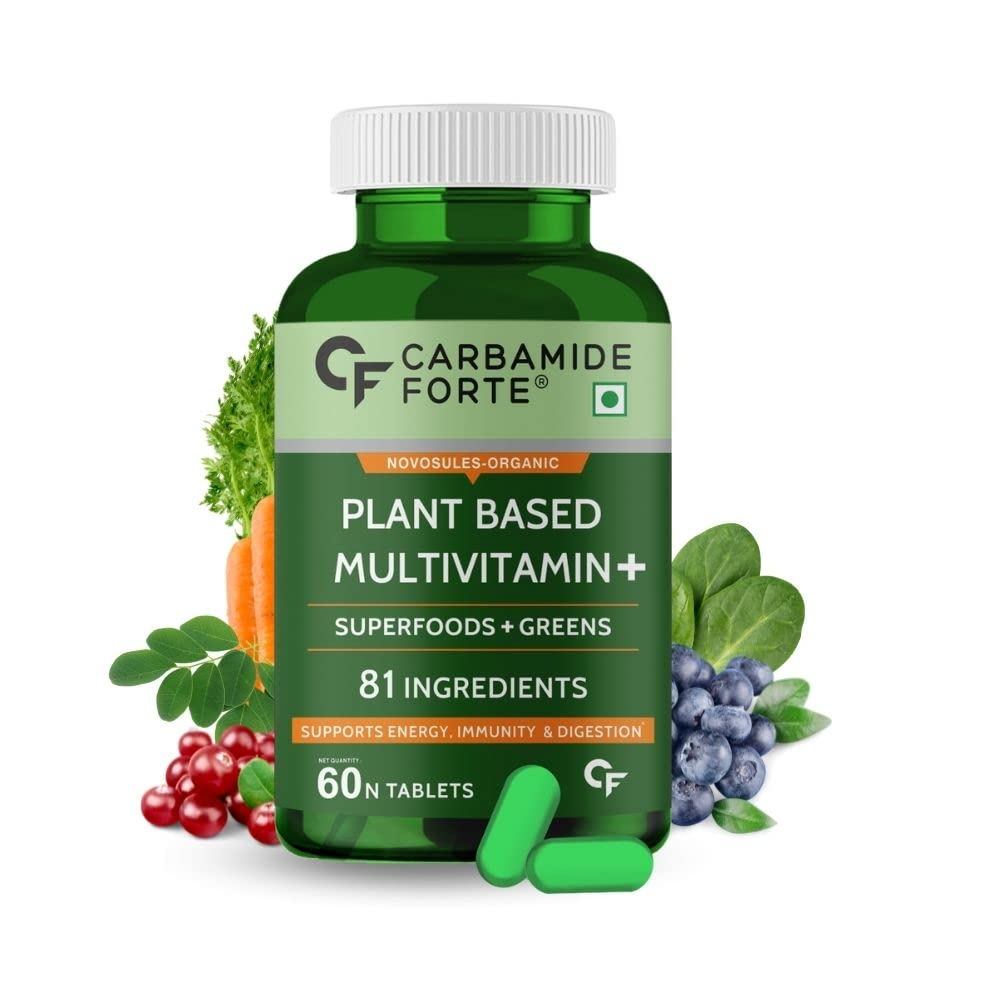 CF CARBAMIDE
FORTE®
NOVOSULES-ORGANIC
PLANT BASED
MULTIVITAMIN+
SUPERFOODS + GREENS
81 INGREDIENTS
SUPPORTS ENERGY, IMMUNITY & DIGESTION*
NET QUANTITY:
60N TABLETS
CF